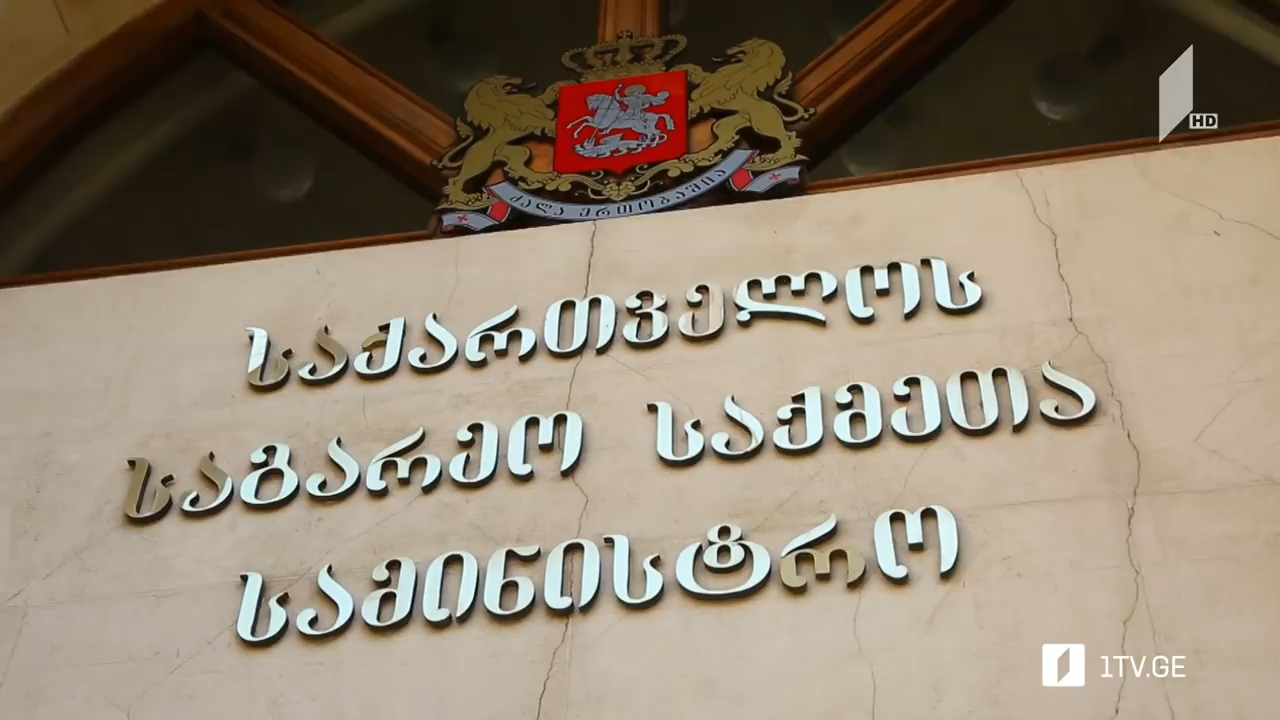 HD
ძალა ერთობაშია
საქართველოს
საგარეო საქმეთა
სამინისტრო
1TV.GE